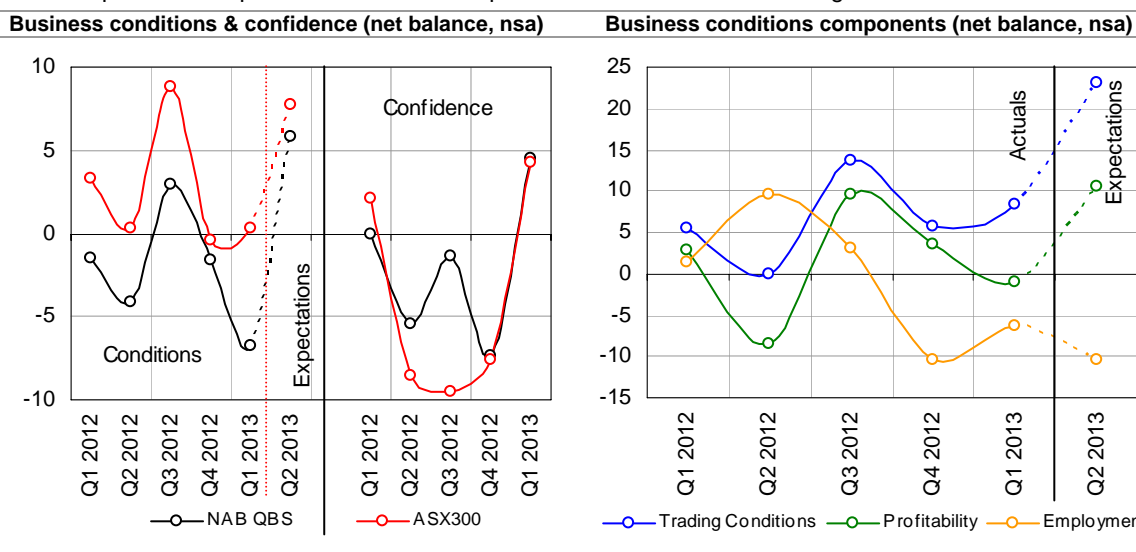 Business conditions & confidence (net balance, nsa)
10
5
0
-5
-10
Confidence
Conditions
Expectations
Q1 2012
Q2 2012
Q3 2012
Q4 2012
Q1 2013
Q2 2013
Q1 2012
Q2 2012
Q3 2012
Q4 2012
Q1 2013
NAB QBS
ASX300
Business conditions components (net balance, nsa)
25
20
15
10
5
0
-5
-10
-15
Actuals
Expectations
Q1 2012
Q2 2012
Q3 2012
Q4 2012
Q1 2013
Q2 2013
Trading Conditions
Profitability